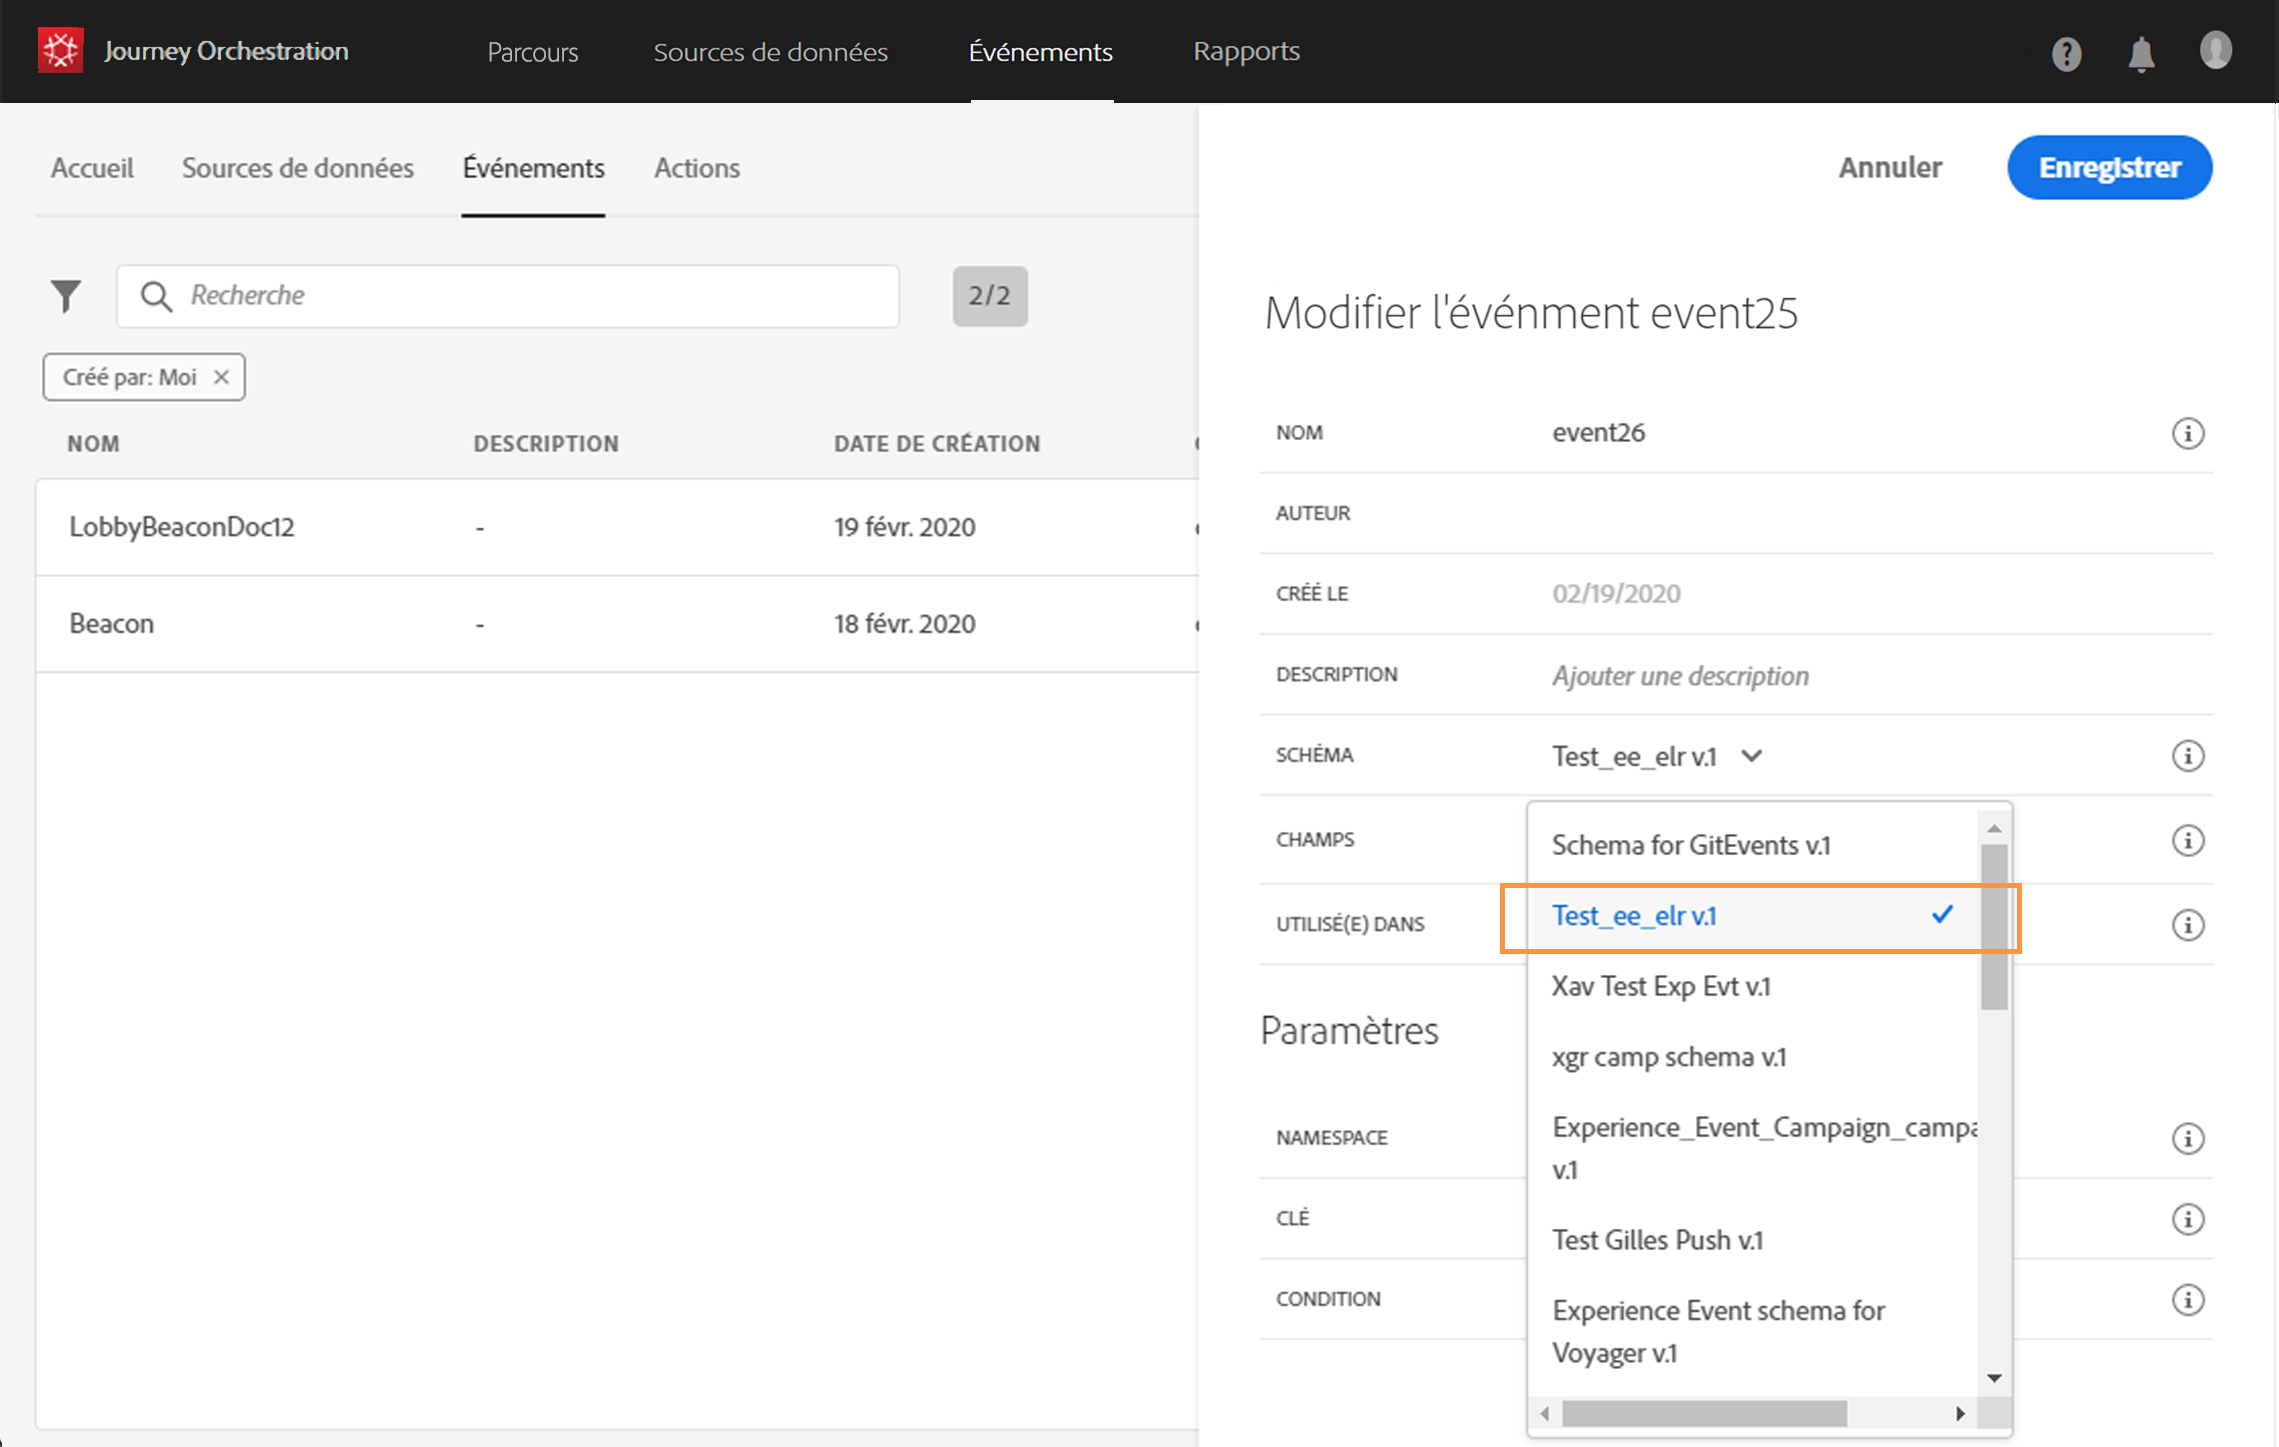 Journey Orchestration
Parcours
Sources de données
Événements
Rapports
Accueil
Sources de données
Événements
Actions
Annuler
Enregistrer
Recherche
2/2
Créé par: Moi
NOM
DESCRIPTION
DATE DE CRÉATION
LobbyBeaconDoc12
-
19 févr. 2020
Beacon
-
18 févr. 2020
Modifier l'événment event25
NOM
event26
AUTEUR
CRÉÉ LE
02/19/2020
DESCRIPTION
Ajouter une description
SCHÉMA
Test_ee_elr v.1
CHAMPS
UTILISÉ(E) DANS
Schema for GitEvents v.1
Test_ee_elr v.1
Xav Test Exp Evt v.1
xgr camp schema v.1
Experience_Event_Campaign_campa
v.1
Test Gilles Push v.1
Experience Event schema for
Voyager v.1
Paramètres
NAMESPACE
CLÉ
CONDITION